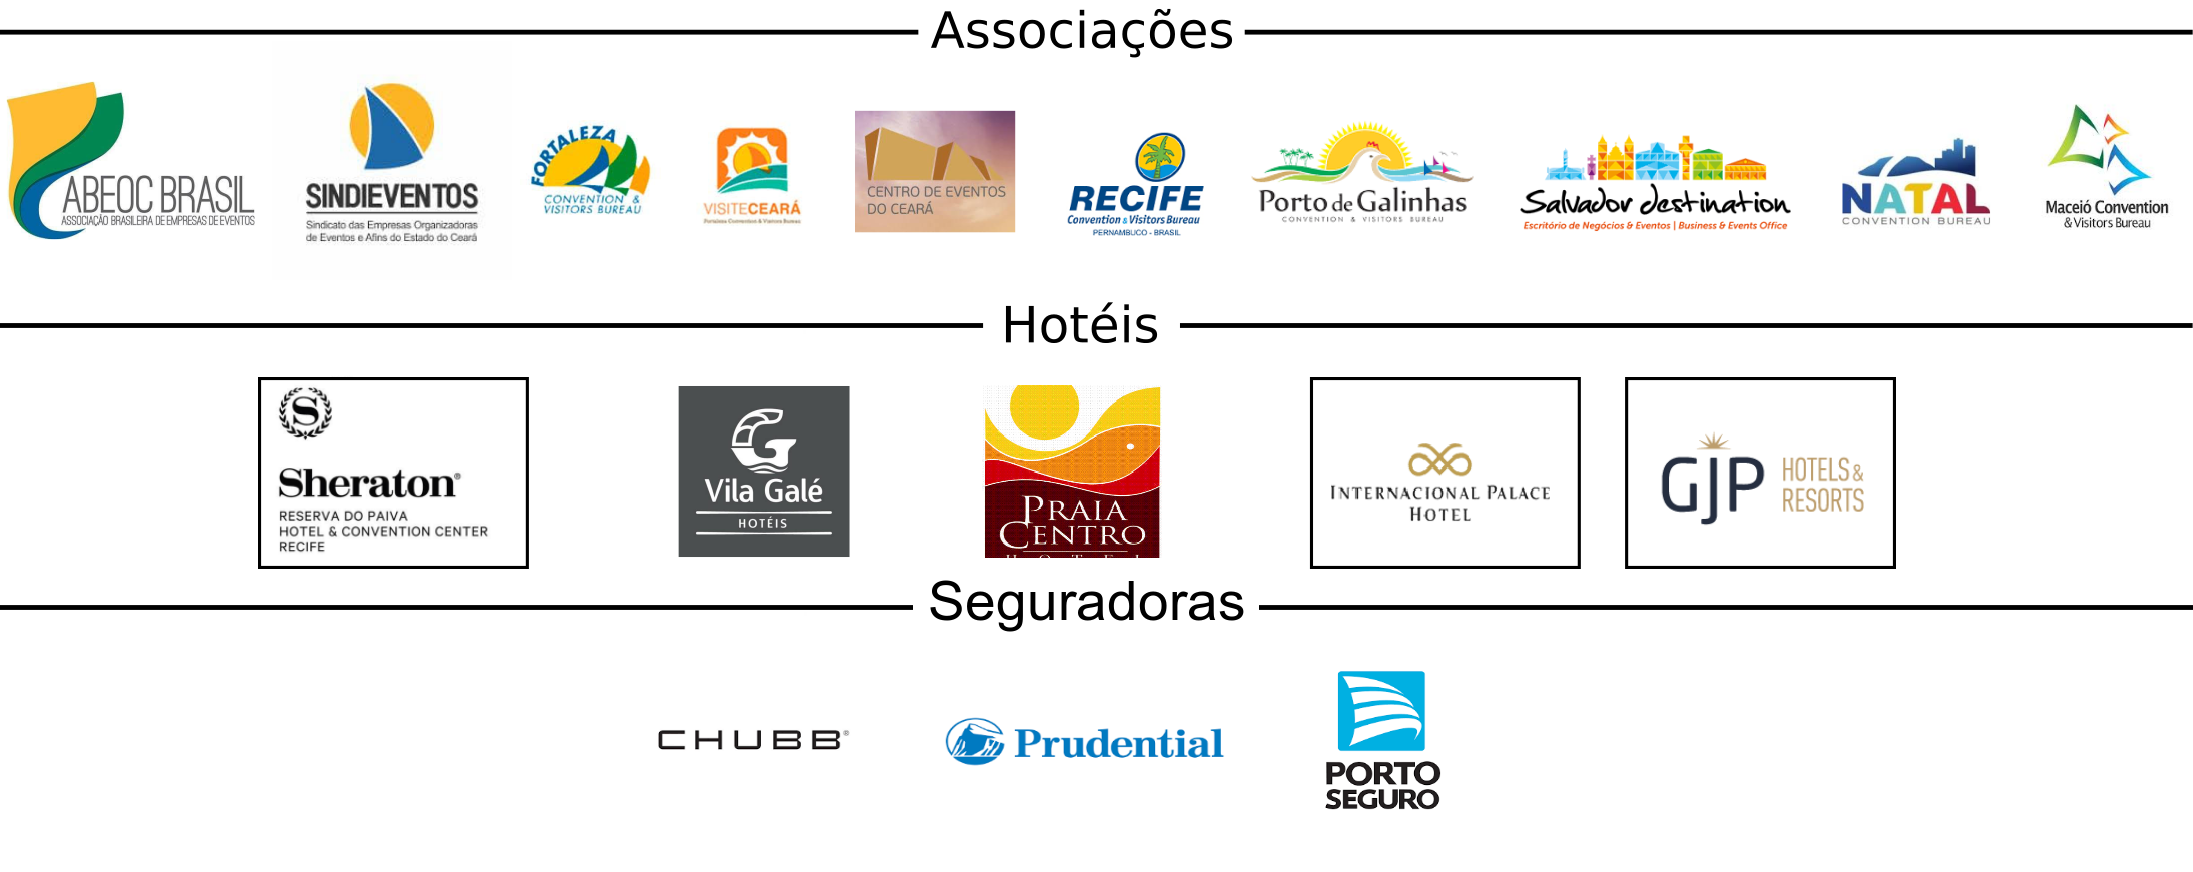 Associações
ABEOC BRASIL
ASSOCIAÇÃO BRASILEIRA DE EMPRESAS DE EVENTOS
SINDIEVENTOS
Sindicato das Empresas Organizadoras
de Eventos e Afins do Estado do Ceará
FORTALEZA
CONVENTION &
VISITORS BUREAU
VISITECEARÁ
Fortaleza Convention & Visitors Bureau
CENTRO DE EVENTOS
DO CEARÁ
RECIFE
Convention & Visitors Bureau
PERNAMBUCO - BRASIL
Porto de Galinhas
CONVENTION & VISITORS BUREAU
Salvador destination
Escritório de Negócios & Eventos | Business & Events Office
NATAL
CONVENTION BUREAU
Maceió Convention
& Visitors Bureau
Hotéis
S
Sheraton®
RESERVA DO PAIVA
HOTEL & CONVENTION CENTER
RECIFE
G
Vila Galé
HOTÉIS
PRAIA
CENTRO
INTERNACIONAL PALACE
HOTEL
GJP HOTELS &
RESORTS
Seguradoras
CHUBB®
Prudential
PORTO
SEGURO